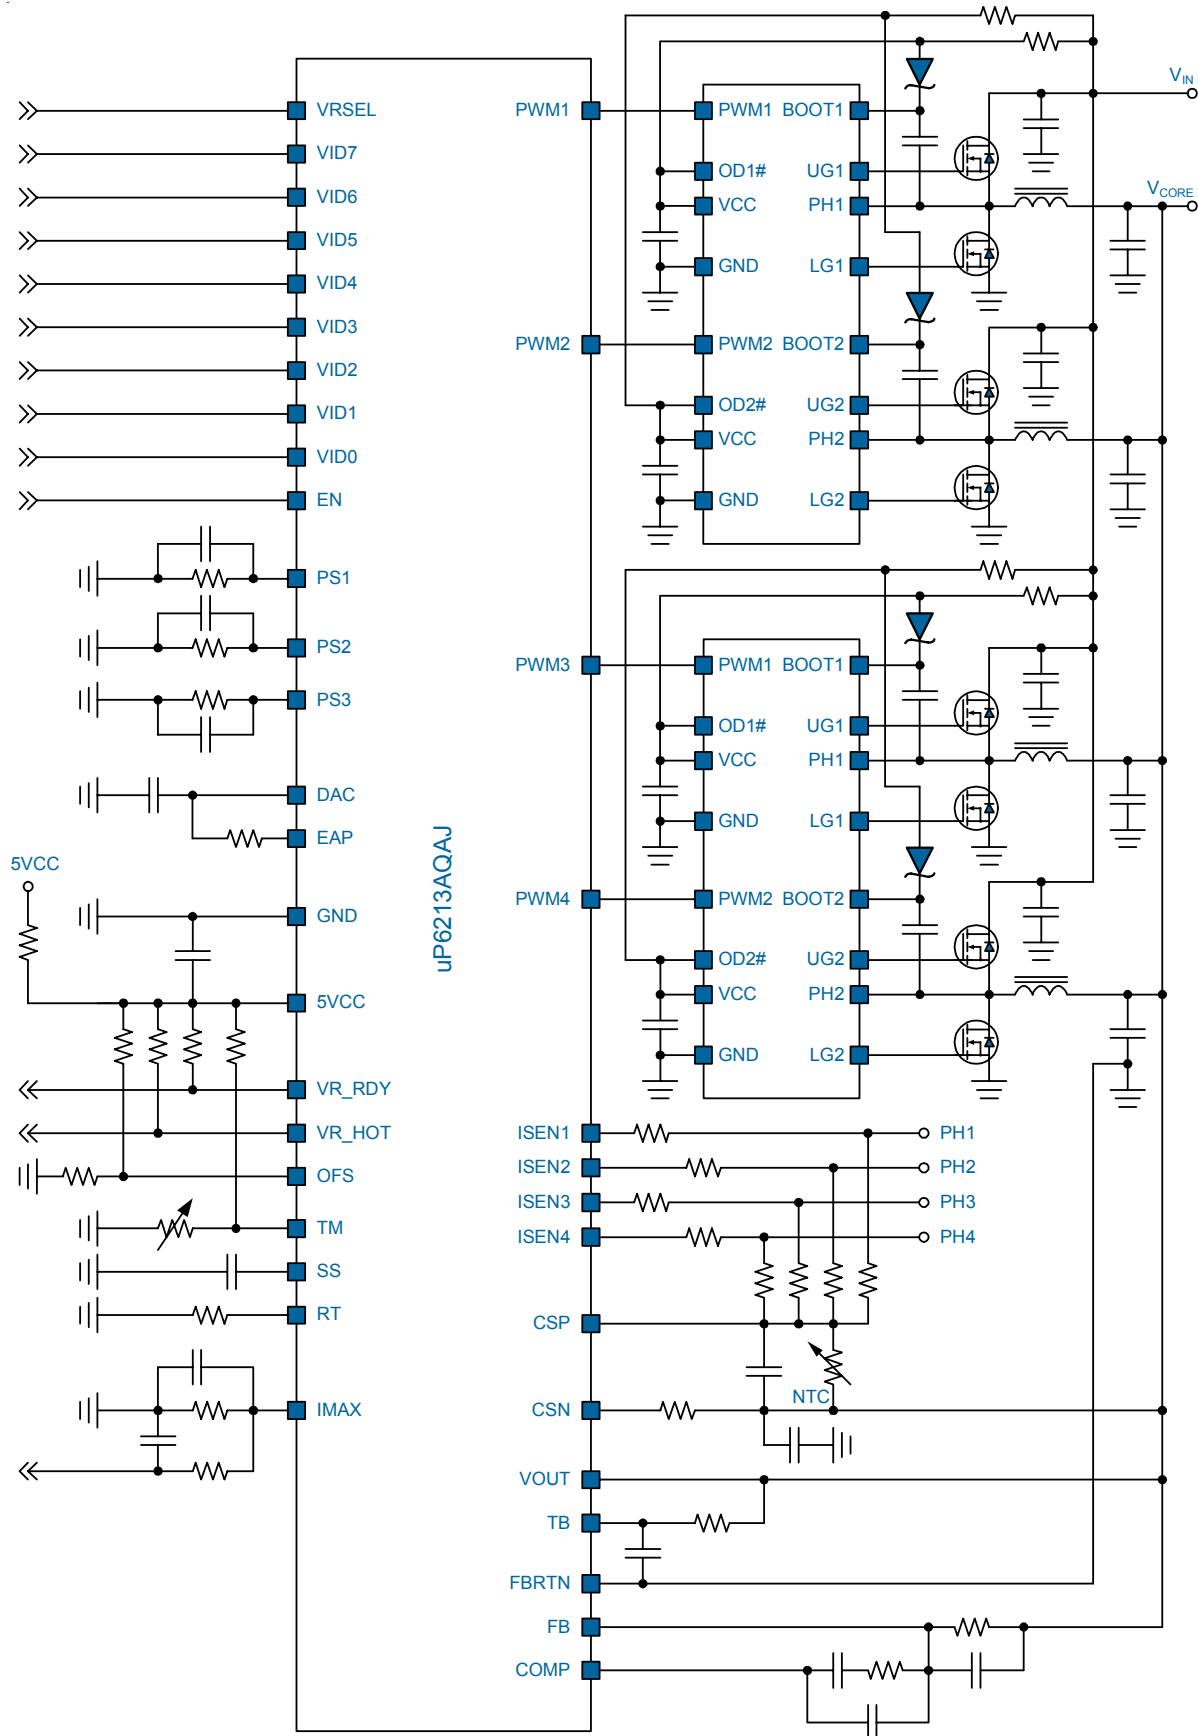 VRSEL
VID7
VID6
VID5
VID4
VID3
VID2
VID1
VID0
EN
PS1
PS2
PS3
DAC
EAP
5VCC
GND
5VCC
VR_RDY
VR_HOT
OFS
TM
SS
RT
IMAX
uP6213AQAJ
PWM1
PWM2
PWM3
PWM4
ISEN1
ISEN2
ISEN3
ISEN4
CSP
CSN
VOUT
TB
FBRTN
FB
COMP
PWM1 BOOT1
OD1# UG1
VCC PH1
GND LG1
PWM2 BOOT2
OD2# UG2
VCC PH2
GND LG2
PWM1 BOOT1
OD1# UG1
VCC PH1
GND LG1
PWM2 BOOT2
OD2# UG2
VCC PH2
GND LG2
VIN
VCORE
PH1
PH2
PH3
PH4
NTC